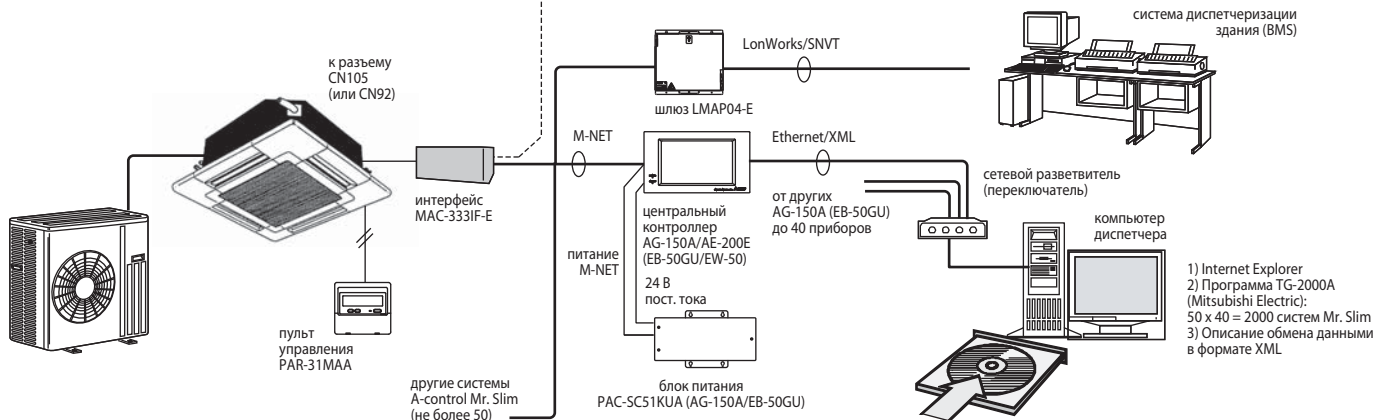 к разъему
CN105
(или CN92)
LonWorks/SNVT
система диспетчеризации
здания (BMS)
шлюз LMAP04-E
M-NET
Ethernet/XML
интерфейс
MAC-333IF-E
центральный
контроллер
AG-150A/AE-200E
(EB-50GU/EW-50)
от других
AG-150A (EB-50GU)
до 40 приборов
сетевой разветвитель
(переключатель)
компьютер
диспетчера
питание
M-NET
24 В
пост. тока
1) Internet Explorer
2) Программа TG-2000A
(Mitsubishi Electric):
50 x 40 = 2000 систем Mr. Slim
3) Описание обмена данными
в формате XML
пульт
управления
PAR-31MAA
другие системы
A-control Mr. Slim
(не более 50)
блок питания
PAC-SC51KUA (AG-150A/EB-50GU)